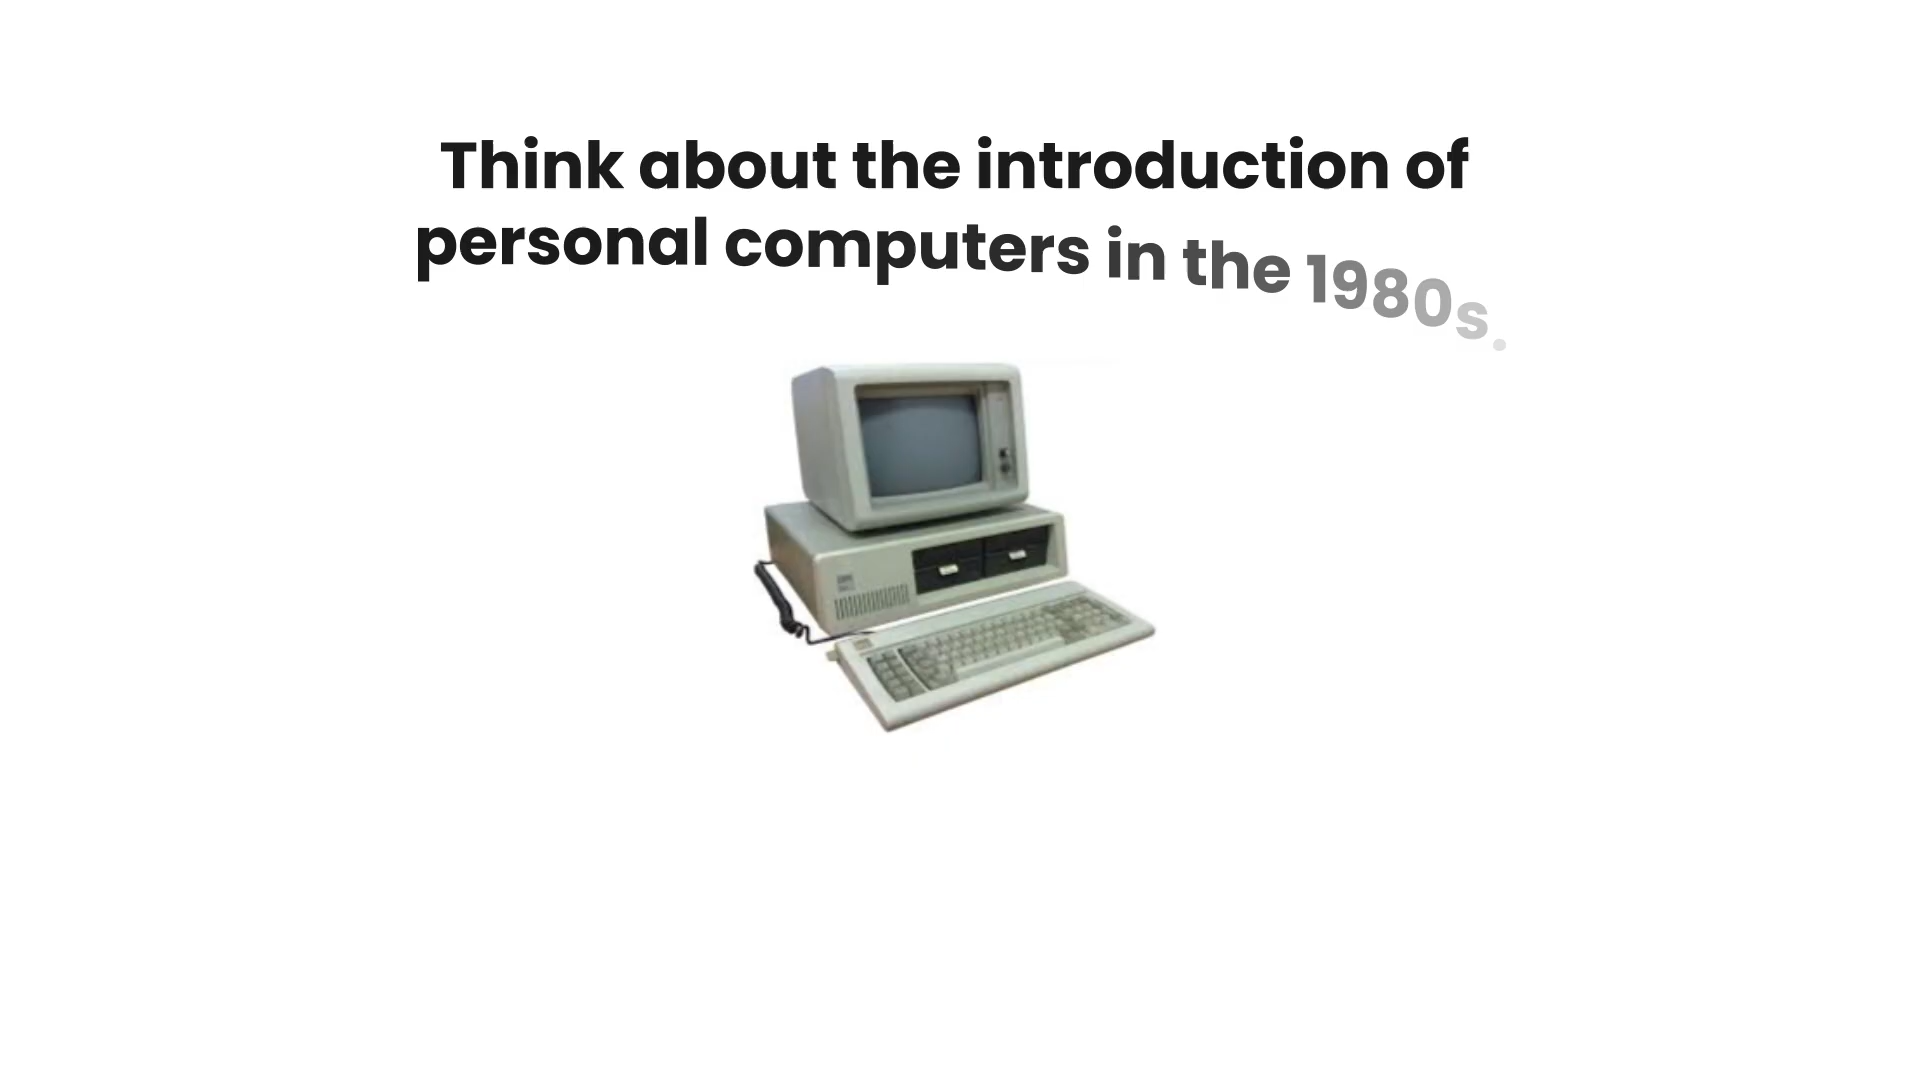 Think about the introduction of
personal computers in the 1980s.